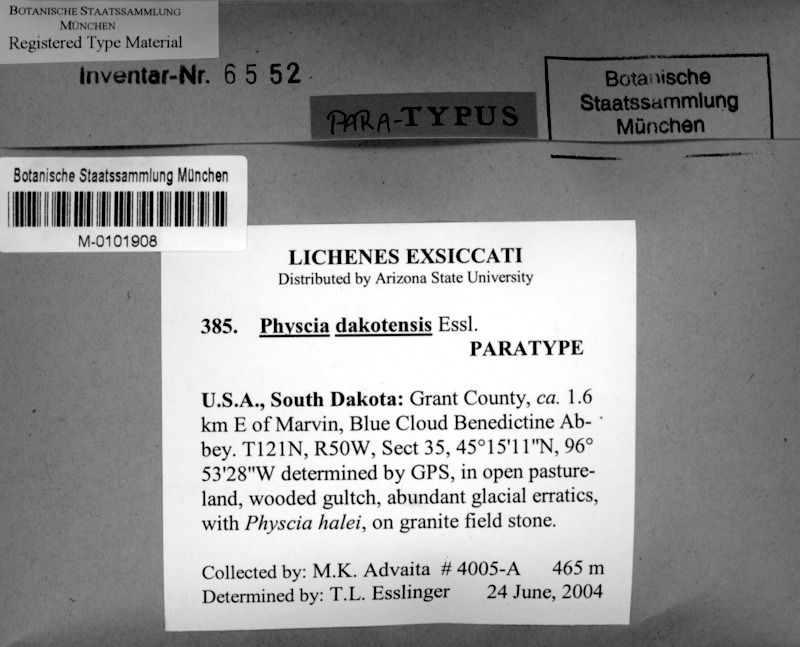 BOTANISCHE STAATSSAMMLUNG
MÜNCHEN
Registered Type Material
Inventar-Nr. 6552
PARA-TYPUS
Botanische
Staatssammlung
München
Botanische Staatssammlung München
M-0101908
LICHENES EXSICCATI
Distributed by Arizona State University
385. Physcia dakotensis Essl.
PARATYPE
U.S.A., South Dakota: Grant County, ca. 1.6
km E of Marvin, Blue Cloud Benedictine Ab-
bey. T121N, R50W, Sect 35, 45°15'11"N, 96°
53'28"W determined by GPS, in open pasture-
land, wooded gultch, abundant glacial erratics,
with Physcia halei, on granite field stone.
Collected by: M.K. Advaita # 4005-A 465 m
Determined by: T.L. Esslinger 24 June, 2004